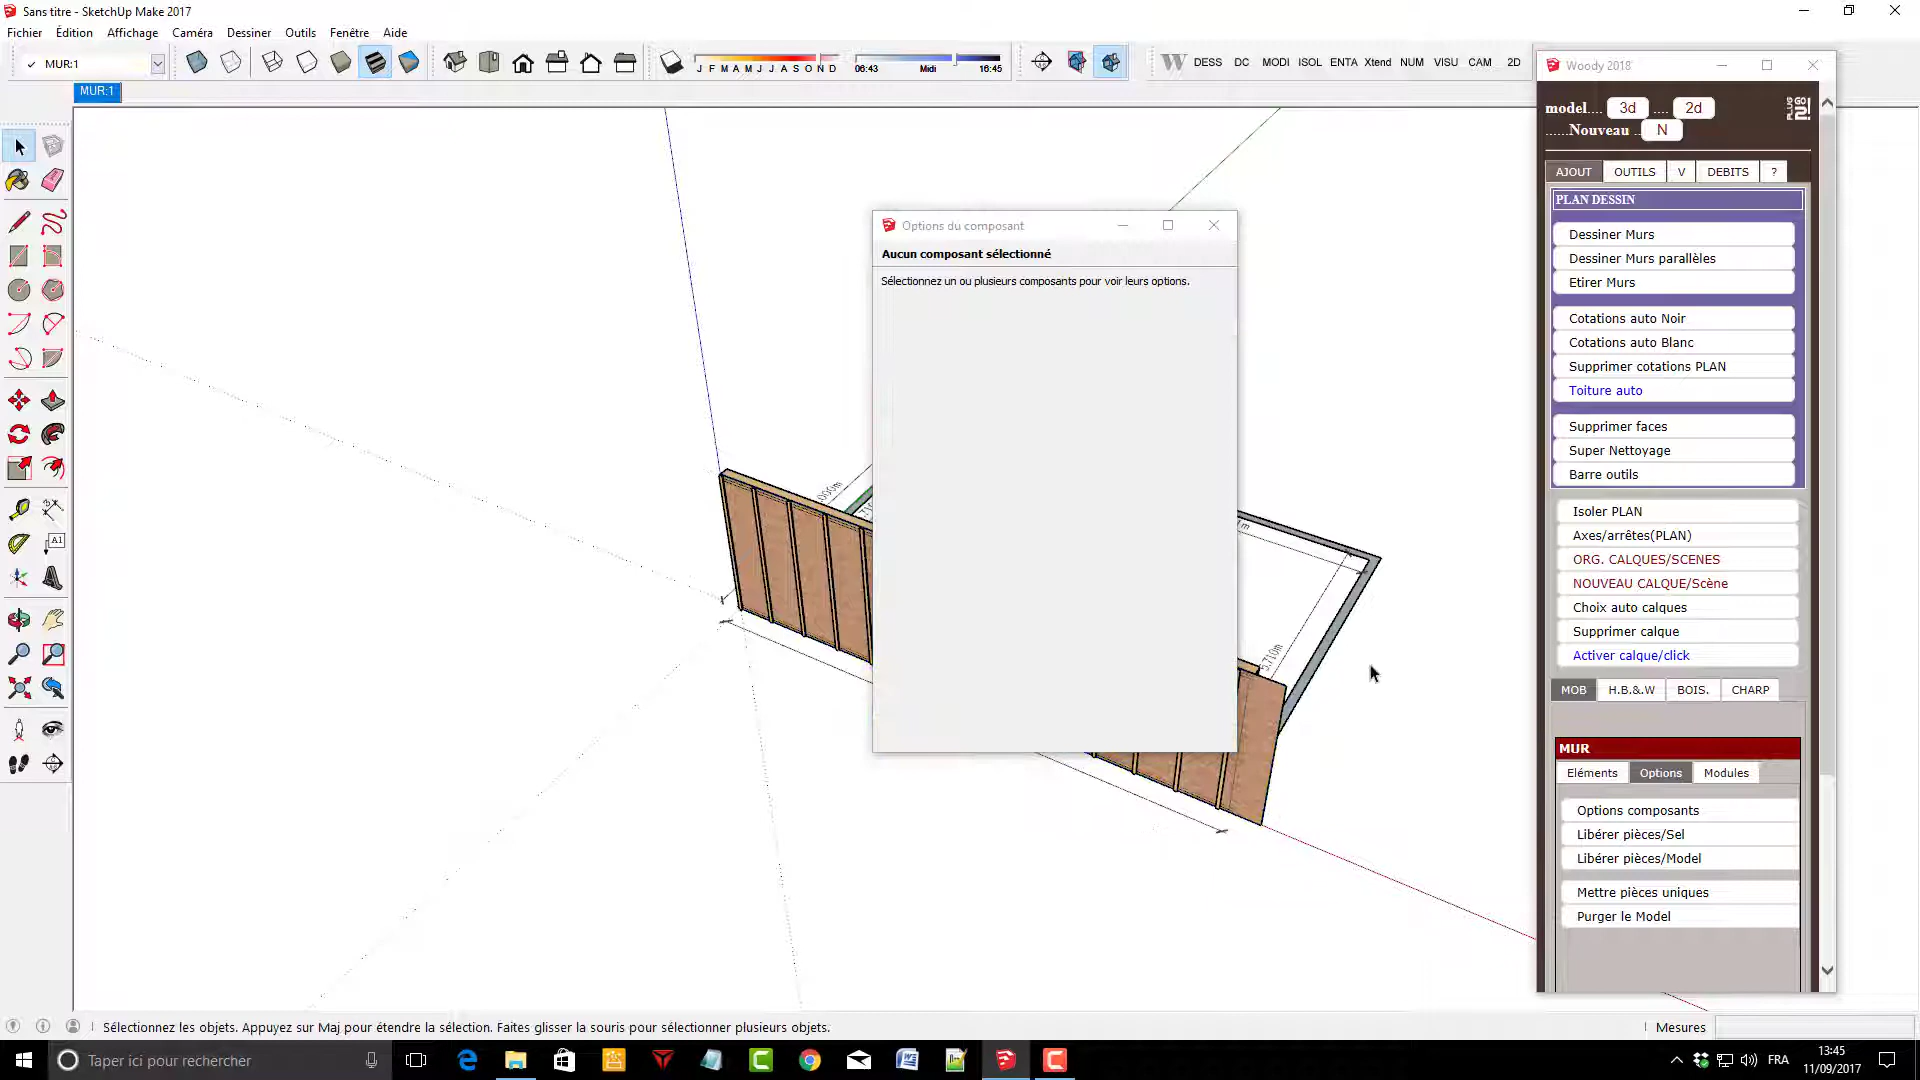 Sans titre - SketchUp Make 2017
Fichier Édition Affichage Caméra Dessiner Outils Fenêtre Aide
MUR:1
J F M A M J J A S O N D
06:43 Midi 16:45
DESS DC MODI ISOL ENTA Xtend NUM VISU CAM 2D
MUR:1
Options du composant
Aucun composant sélectionné
Sélectionnez un ou plusieurs composants pour voir leurs options.
5.710m
A1
Woody 2018
model.... 3d .... 2d
......Nouveau .. N
PLUG GO!
AJOUT OUTILS V DEBITS ?
PLAN DESSIN
Dessiner Murs
Dessiner Murs parallèles
Etirer Murs
Cotations auto Noir
Cotations auto Blanc
Supprimer cotations PLAN
Toiture auto
Supprimer faces
Super Nettoyage
Barre outils
Isoler PLAN
Axes/arrêtes(PLAN)
ORG. CALQUES/SCENES
NOUVEAU CALQUE/Scène
Choix auto calques
Supprimer calque
Activer calque/click
MOB H.B.&.W BOIS. CHARP
MUR
Eléments Options Modules
Options composants
Libérer pièces/Sel
Libérer pièces/Model
Mettre pièces uniques
Purger le Model
Sélectionnez les objets. Appuyez sur Maj pour étendre la sélection. Faites glisser la souris pour sélectionner plusieurs objets.
Mesures
Taper ici pour rechercher
FRA
13:45
11/09/2017